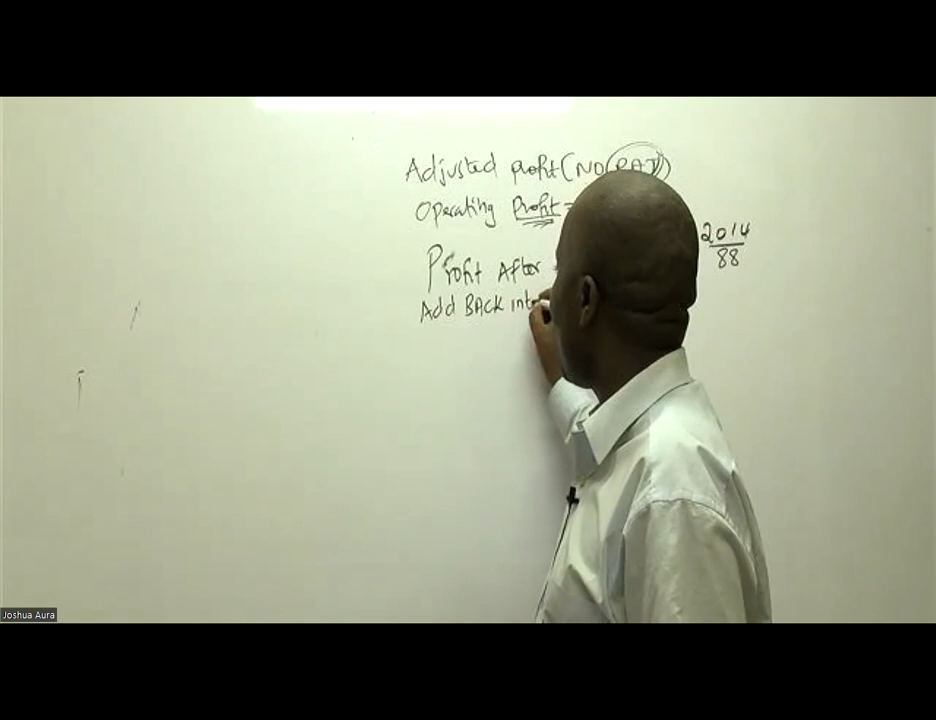 Adjusted profit (NOPAT)
Operating Profit =
2014
88
Profit After
Add BACK inte
Joshua Aura